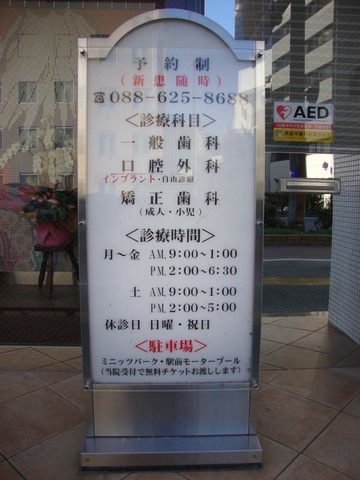 予約制
(新患随時)
☎088-625-8688
<診療科目>
一般歯科
口腔外科
インプラント・自由診療
矯正歯科
(成人・小児)
<診療時間>
月~金 AM. 9:00~1:00
PM. 2:00~6:30
土 AM. 9:00~1:00
PM. 2:00~5:00
休診日 日曜・祝日
<駐車場>
ミニッツパーク・駅前モータープール
(当院受付で無料チケットお渡しします)
AED